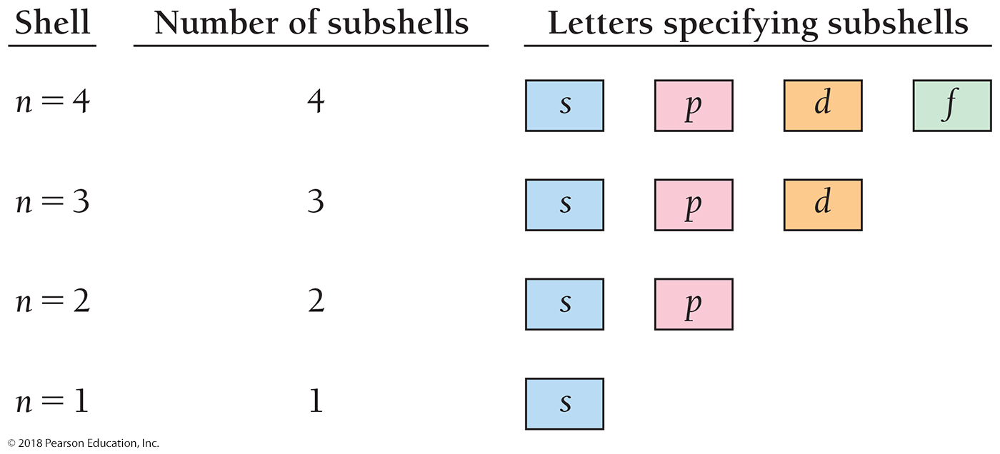 Shell Number of subshells Letters specifying subshells
n = 4 4 s p d f
n = 3 3 s p d
n = 2 2 s p
n = 1 1 s
© 2018 Pearson Education, Inc.